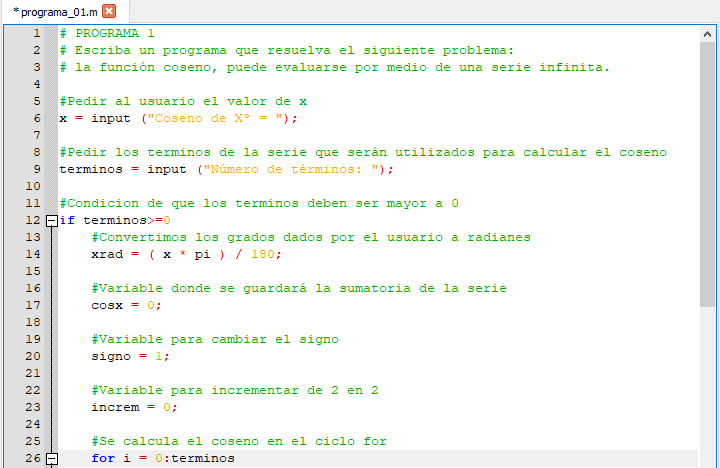 *programa_01.m
1 # PROGRAMA 1
2 # Escriba un programa que resuelva el siguiente problema:
3 # la función coseno, puede evaluarse por medio de una serie infinita.
4
5 #Pedir al usuario el valor de x
6 x = input ("Coseno de X° = ");
7
8 #Pedir los terminos de la serie que serán utilizados para calcular el coseno
9 terminos = input ("Número de términos: ");
10
11 #Condicion de que los terminos deben ser mayor a 0
12 if terminos>=0
13 #Convertimos los grados dados por el usuario a radianes
14 xrad = ( x * pi ) / 180;
15
16 #Variable donde se guardará la sumatoria de la serie
17 cosx = 0;
18
19 #Variable para cambiar el signo
20 signo = 1;
21
22 #Variable para incrementar de 2 en 2
23 increm = 0;
24
25 #Se calcula el coseno en el ciclo for
26 for i = 0:terminos